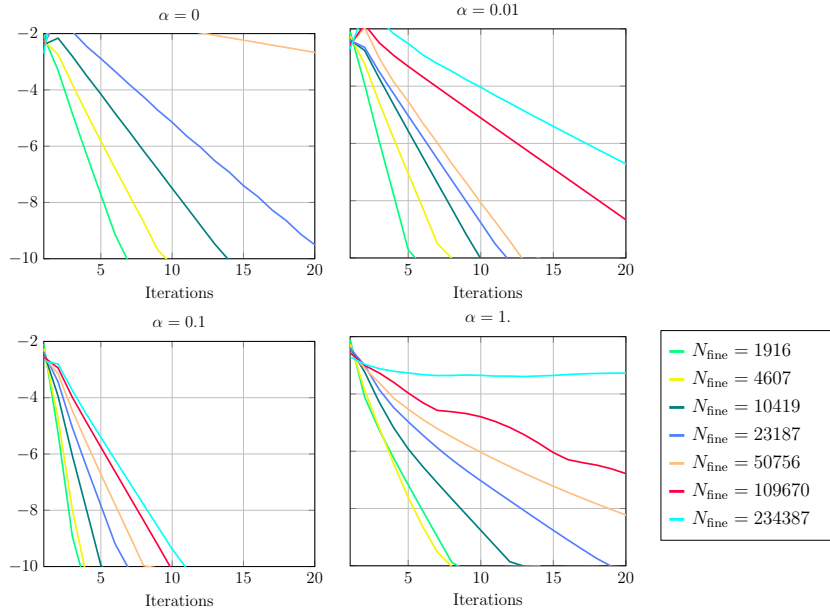 α = 0
−2
−4
−6
−8
−10
5
10
15
20
Iterations
α = 0.01
5
10
15
20
Iterations
α = 0.1
−2
−4
−6
−8
−10
5
10
15
20
Iterations
α = 1.
5
10
15
20
Iterations
N_fine = 1916
N_fine = 4607
N_fine = 10419
N_fine = 23187
N_fine = 50756
N_fine = 109670
N_fine = 234387